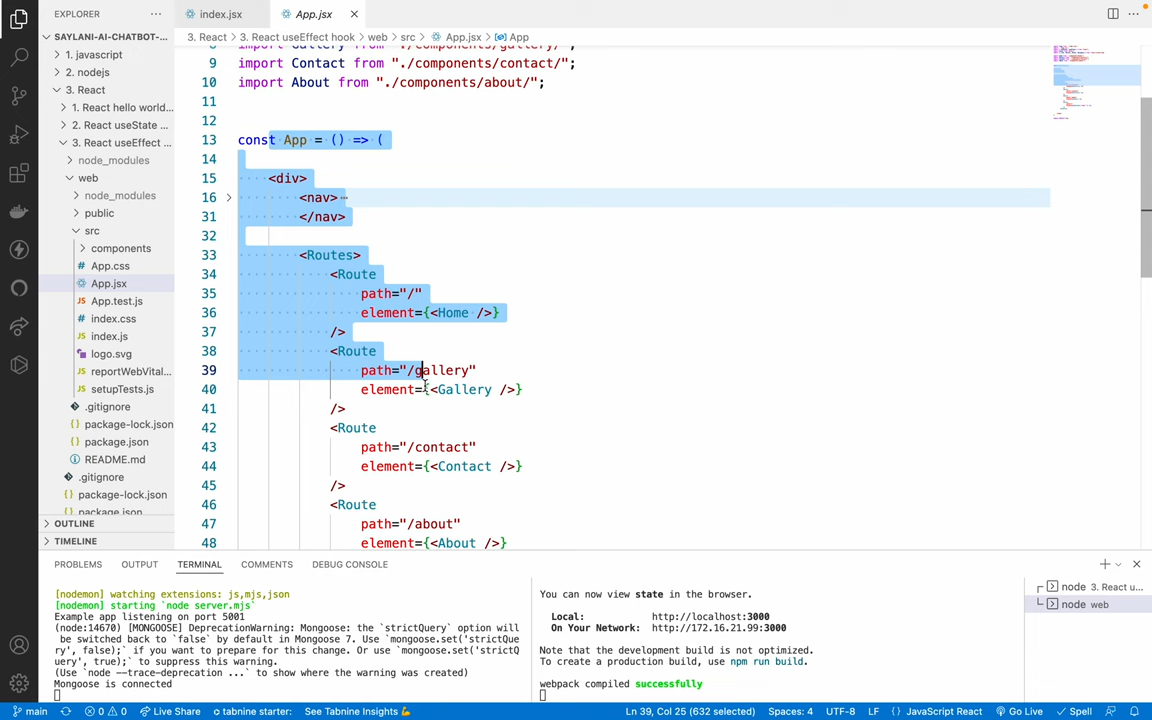 EXPLORER
index.jsx
App.jsx
SAYLANI-AI-CHATBOT-...
3. React > 3. React useEffect hook > web > src > App.jsx > App
1. javascript
2. nodejs
3. React
1. React hello world...
2. React useState ...
3. React useEffect ...
node_modules
web
node_modules
public
src
components
App.css
App.jsx
App.test.js
index.css
index.js
logo.svg
reportWebVital...
setupTests.js
.gitignore
package-lock.json
package.json
README.md
.gitignore
package-lock.json
package.json
OUTLINE
TIMELINE
8 import Gallery from "./components/gallery/";
9 import Contact from "./components/contact/";
10 import About from "./components/about/";
11
12
13 const App = () => (
14
15 <div>
16 <nav>…
31 </nav>
32
33 <Routes>
34 <Route
35 path="/"
36 element={<Home />}
37 />
38 <Route
39 path="/gallery"
40 element={<Gallery />}
41 />
42 <Route
43 path="/contact"
44 element={<Contact />}
45 />
46 <Route
47 path="/about"
48 element={<About />}
PROBLEMS OUTPUT TERMINAL COMMENTS DEBUG CONSOLE
[nodemon] watching extensions: js,mjs,json
[nodemon] starting `node server.mjs`
Example app listening on port 5001
(node:14670) [MONGOOSE] DeprecationWarning: Mongoose: the `strictQuery` option will
be switched back to `false` by default in Mongoose 7. Use `mongoose.set('strictQue
ry', false);` if you want to prepare for this change. Or use `mongoose.set('strictQ
uery', true);` to suppress this warning.
(Use `node --trace-deprecation ...` to show where the warning was created)
Mongoose is connected
You can now view state in the browser.
Local: http://localhost:3000
On Your Network: http://172.16.21.99:3000
Note that the development build is not optimized.
To create a production build, use npm run build.
webpack compiled successfully
node 3. React u...
node web
main
0 0
Live Share
tabnine starter:
See Tabnine Insights
Ln 39, Col 25 (632 selected)
Spaces: 4
UTF-8
LF
{} JavaScript React
Go Live
Spell